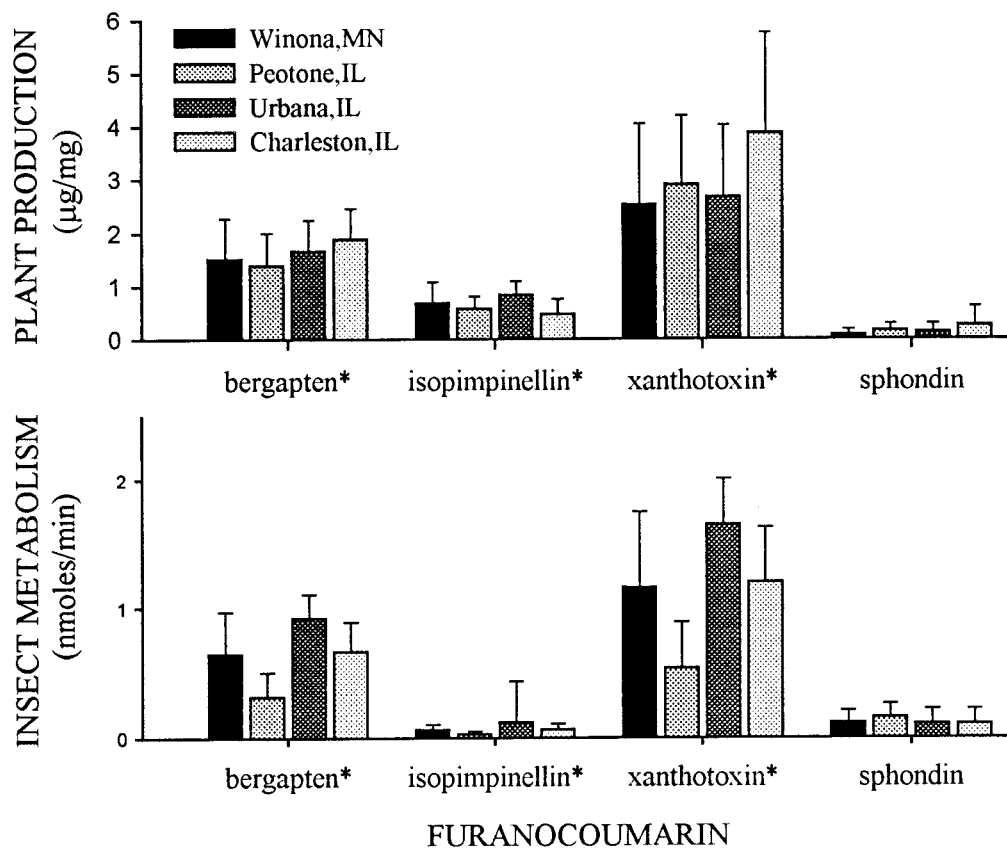 PLANT PRODUCTION
(µg/mg)
6
5
4
3
2
1
0
Winona,MN
Peotone,IL
Urbana,IL
Charleston,IL
bergapten* isopimpinellin* xanthotoxin* sphondin
INSECT METABOLISM
(nmoles/min)
2
1
0
bergapten* isopimpinellin* xanthotoxin* sphondin
FURANOCOUMARIN